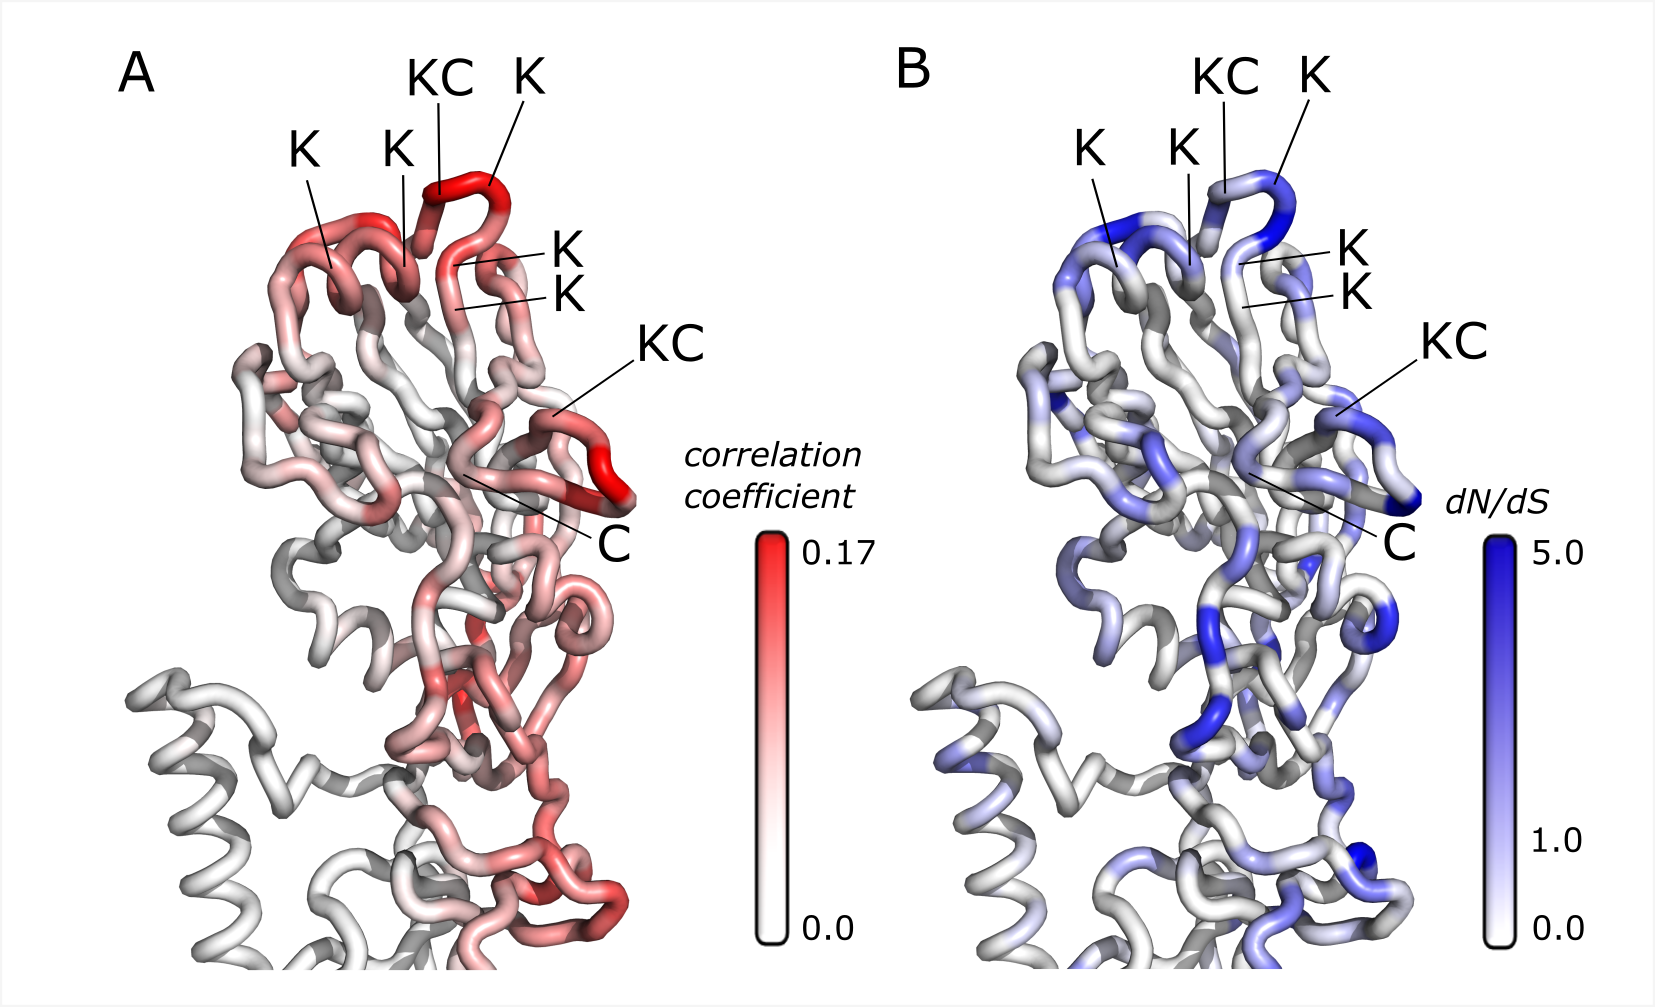 A
KC
K
K
K
K
K
KC
correlation
coefficient
0.17
C
0.0
B
KC
K
K
K
K
K
KC
dN/dS
5.0
C
1.0
0.0